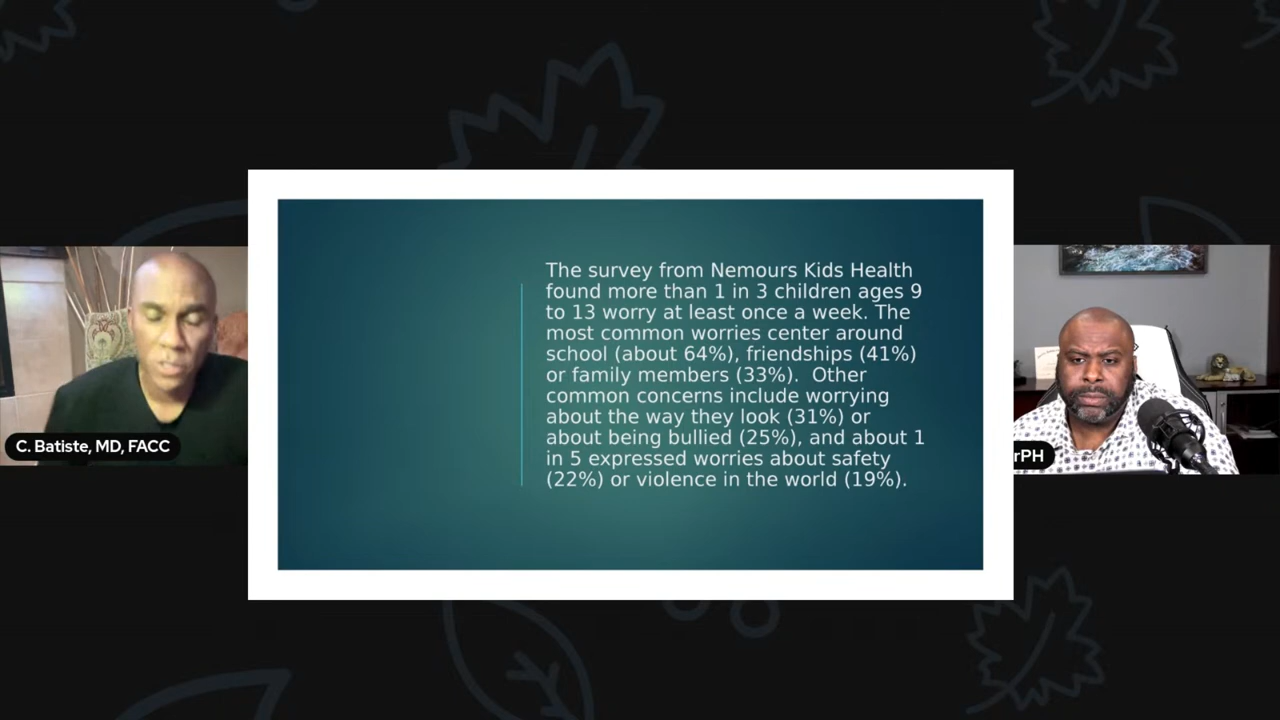 The survey from Nemours Kids Health
found more than 1 in 3 children ages 9
to 13 worry at least once a week. The
most common worries center around
school (about 64%), friendships (41%)
or family members (33%).  Other
common concerns include worrying
about the way they look (31%) or
about being bullied (25%), and about 1
in 5 expressed worries about safety
(22%) or violence in the world (19%).
C. Batiste, MD, FACC
rPH